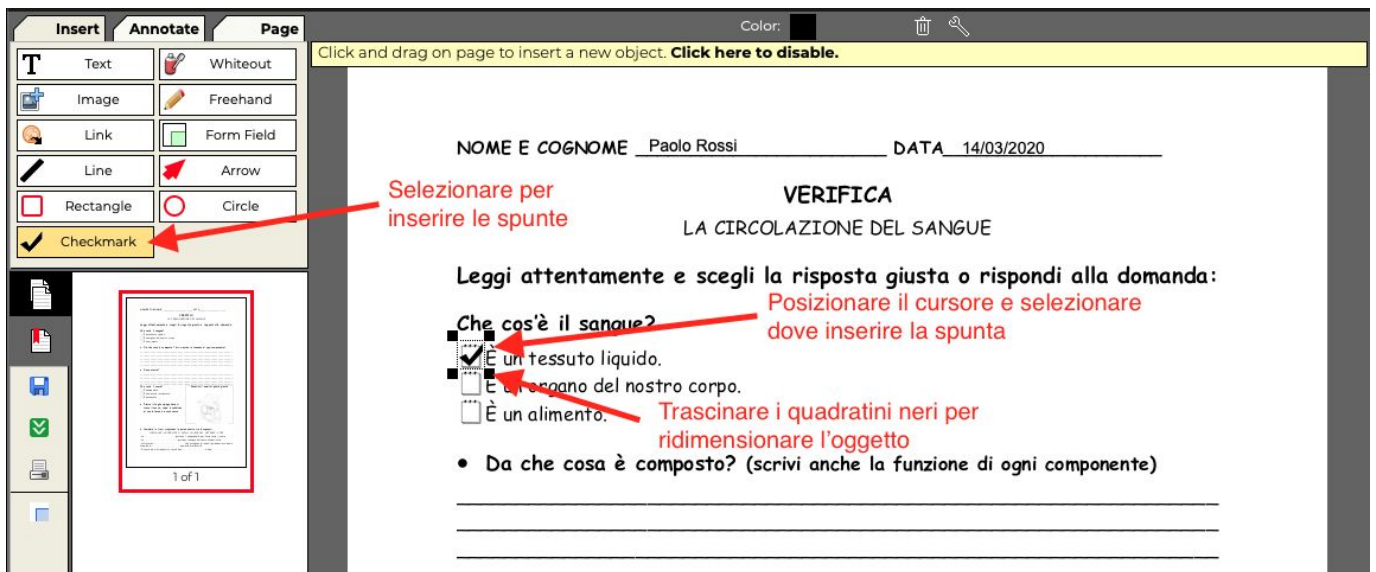 Insert Annotate Page
Color:
Click and drag on page to insert a new object. Click here to disable.
Text Whiteout
Image Freehand
Link Form Field
Line Arrow
Rectangle Circle
Checkmark
Selezionare per
inserire le spunte
NOME E COGNOME Paolo Rossi DATA 14/03/2020
VERIFICA
LA CIRCOLAZIONE DEL SANGUE
Leggi attentamente e scegli la risposta giusta o rispondi alla domanda:
Posizionare il cursore e selezionare
dove inserire la spunta
Che cos'è il sangue?
È un tessuto liquido.
È un organo del nostro corpo.
È un alimento.
Trascinare i quadratini neri per
ridimensionare l'oggetto
• Da che cosa è composto? (scrivi anche la funzione di ogni componente)
1 of 1